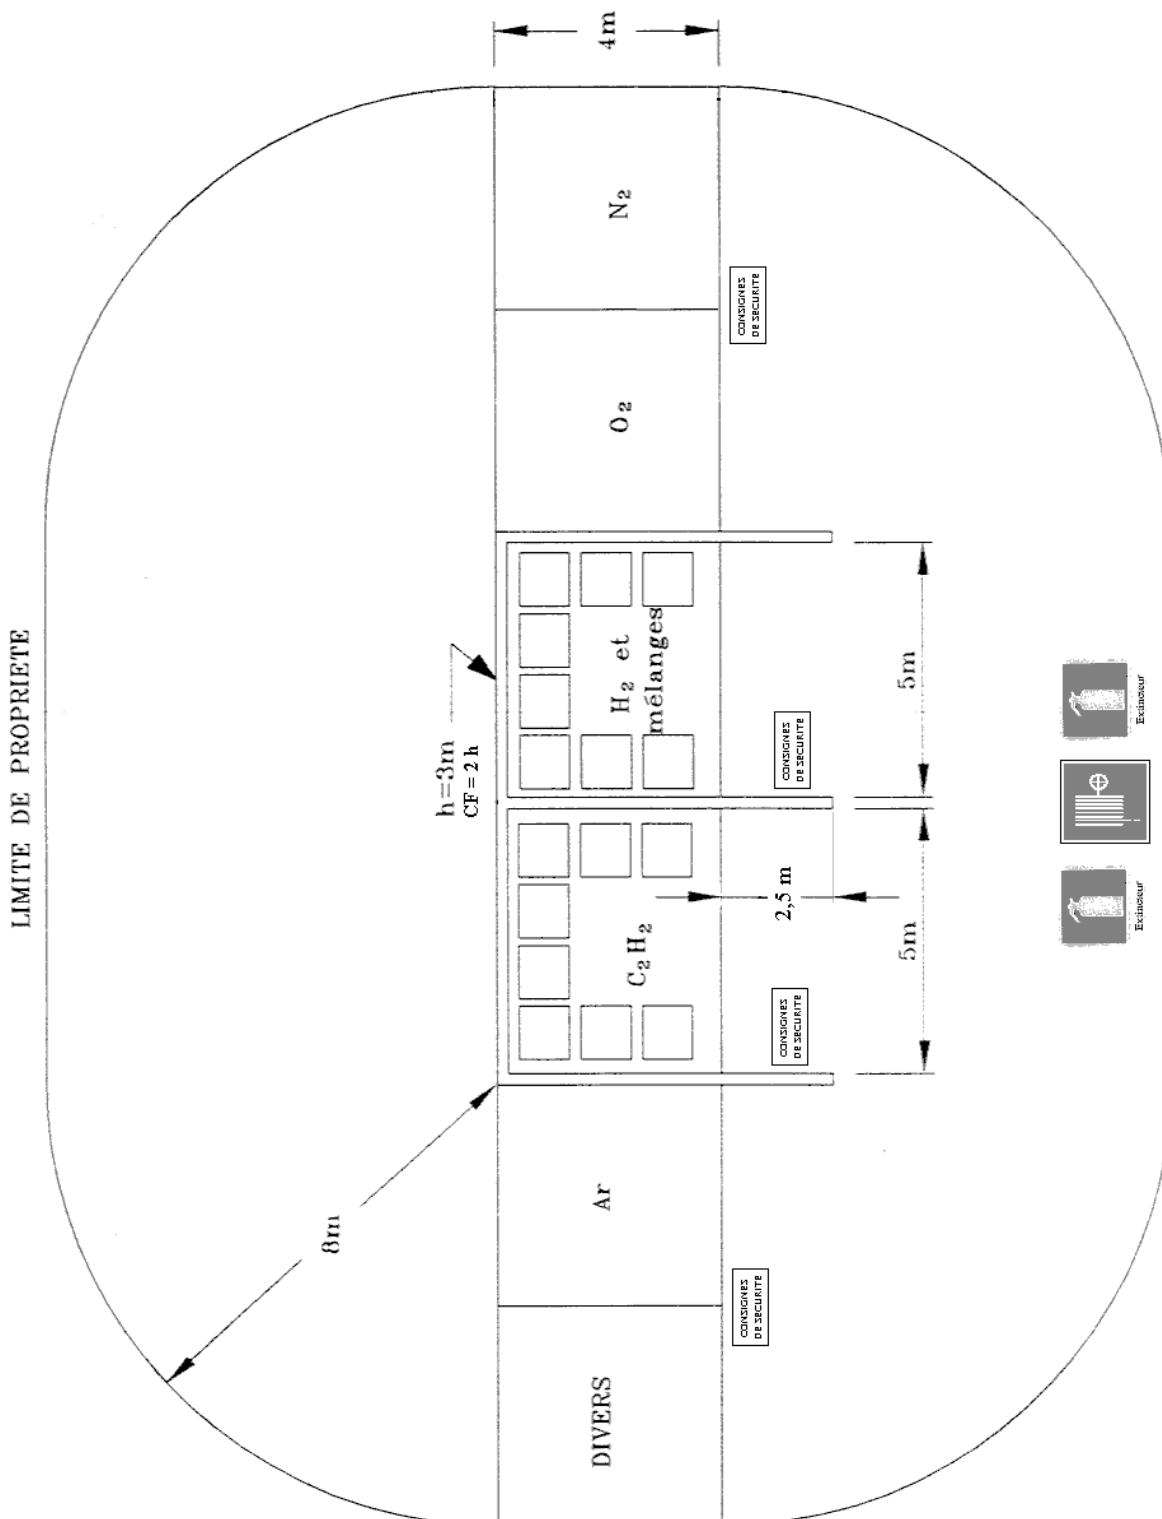 LIMITE DE PROPRIETE
4m
8m
h=3m
CF = 2 h
DIVERS
Ar
C₂H₂
H₂ et
mélanges
O₂
N₂
CONSIGNES
DE SECURITE
CONSIGNES
DE SECURITE
CONSIGNES
DE SECURITE
CONSIGNES
DE SECURITE
2,5 m
5m
5m
Extincteur
Extincteur